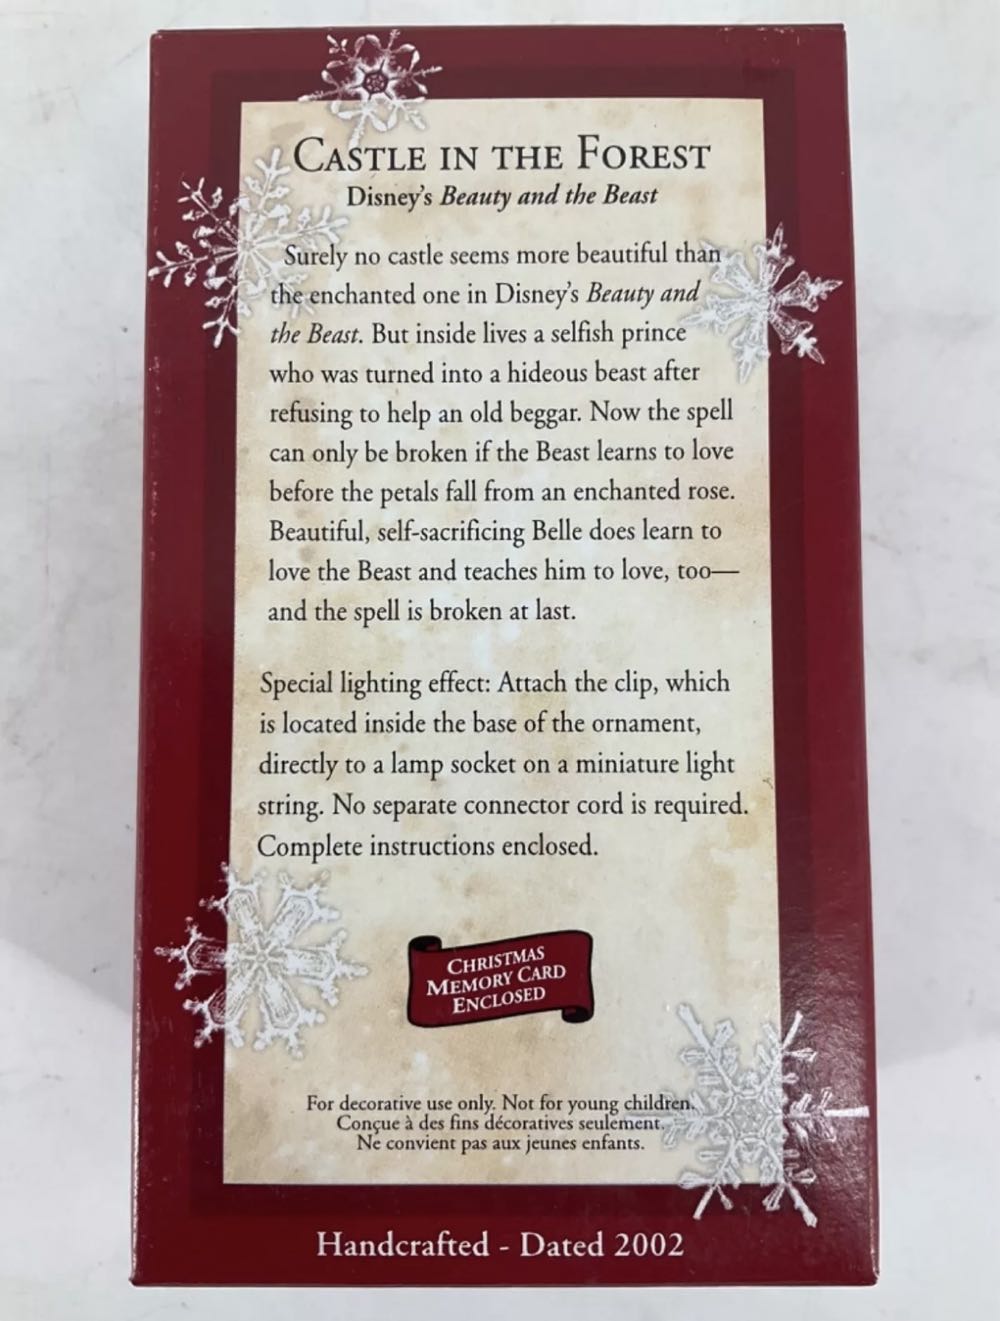 CASTLE IN THE FOREST
Disney's Beauty and the Beast
Surely no castle seems more beautiful than
the enchanted one in Disney's Beauty and
the Beast. But inside lives a selfish prince
who was turned into a hideous beast after
refusing to help an old beggar. Now the spell
can only be broken if the Beast learns to love
before the petals fall from an enchanted rose.
Beautiful, self-sacrificing Belle does learn to
love the Beast and teaches him to love, too—
and the spell is broken at last.
Special lighting effect: Attach the clip, which
is located inside the base of the ornament,
directly to a lamp socket on a miniature light
string. No separate connector cord is required.
Complete instructions enclosed.
CHRISTMAS
MEMORY CARD
ENCLOSED
For decorative use only. Not for young children.
Conçue à des fins décoratives seulement.
Ne convient pas aux jeunes enfants.
Handcrafted - Dated 2002